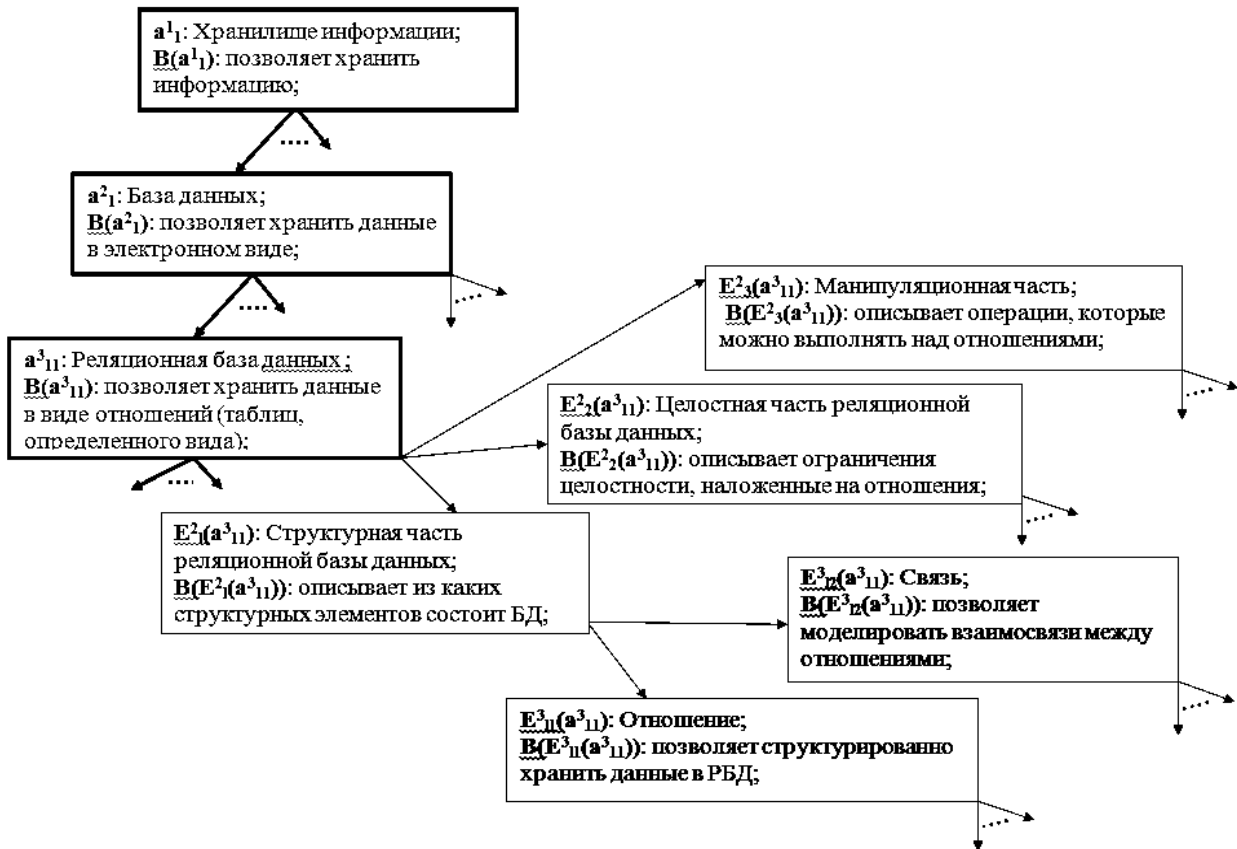 a¹₁: Хранилище информации;
B(a¹₁): позволяет хранить
информацию;
....
a²₁: База данных;
B(a²₁): позволяет хранить данные
в электронном виде;
....
....
a³₁₁: Реляционная база данных ;
B(a³₁₁): позволяет хранить данные
в виде отношений (таблиц,
определенного вида);
....
E²₃(a³₁₁): Манипуляционная часть;
B(E²₃(a³₁₁)): описывает операции, которые
можно выполнять над отношениями;
....
E²₂(a³₁₁): Целостная часть реляционной
базы данных;
B(E²₂(a³₁₁)): описывает ограничения
целостности, наложенные на отношения;
....
E²₁(a³₁₁): Структурная часть
реляционной базы данных;
B(E²₁(a³₁₁)): описывает из каких
структурных элементов состоит БД;
E³₁₂(a³₁₁): Связь;
B(E³₁₂(a³₁₁)): позволяет
моделировать взаимосвязи между
отношениями;
....
E³₁₁(a³₁₁): Отношение;
B(E³₁₁(a³₁₁)): позволяет структурированно
хранить данные в РБД;
....